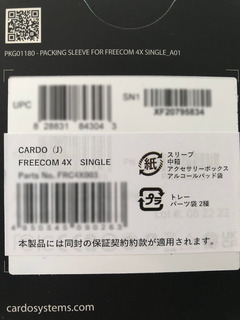 PKG01180 - PACKING SLEEVE FOR FREECOM 4X SINGLE_A01
UPC
SN1
8 28831 84304 3
XF20795834
CARDO (J)
FREECOM 4X SINGLE
Parts No. FRC4X003
紙
スリーブ
中箱
アクセサリーボックス
アルコールパッド袋
プラ
トレー
パーツ袋 2種
本製品には同封の保証契約約款が適用されます。
cardosystems.com